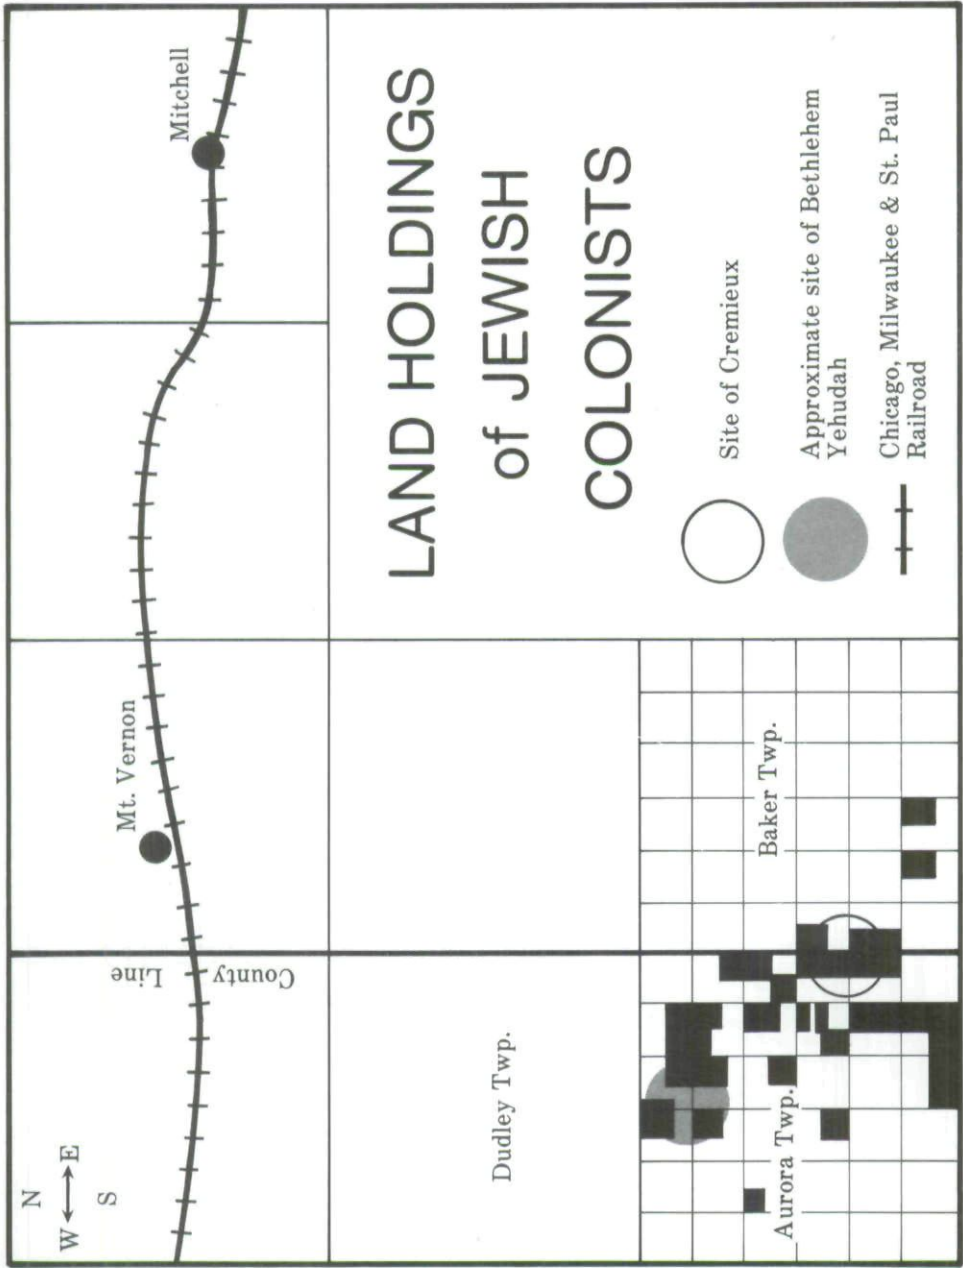 N
W
E
S
County
Line
Mt. Vernon
Mitchell
LAND HOLDINGS
of JEWISH
COLONISTS
Dudley Twp.
Site of Cremieux
Approximate site of Bethlehem
Yehudah
Chicago, Milwaukee & St. Paul
Railroad
Aurora Twp.
Baker Twp.